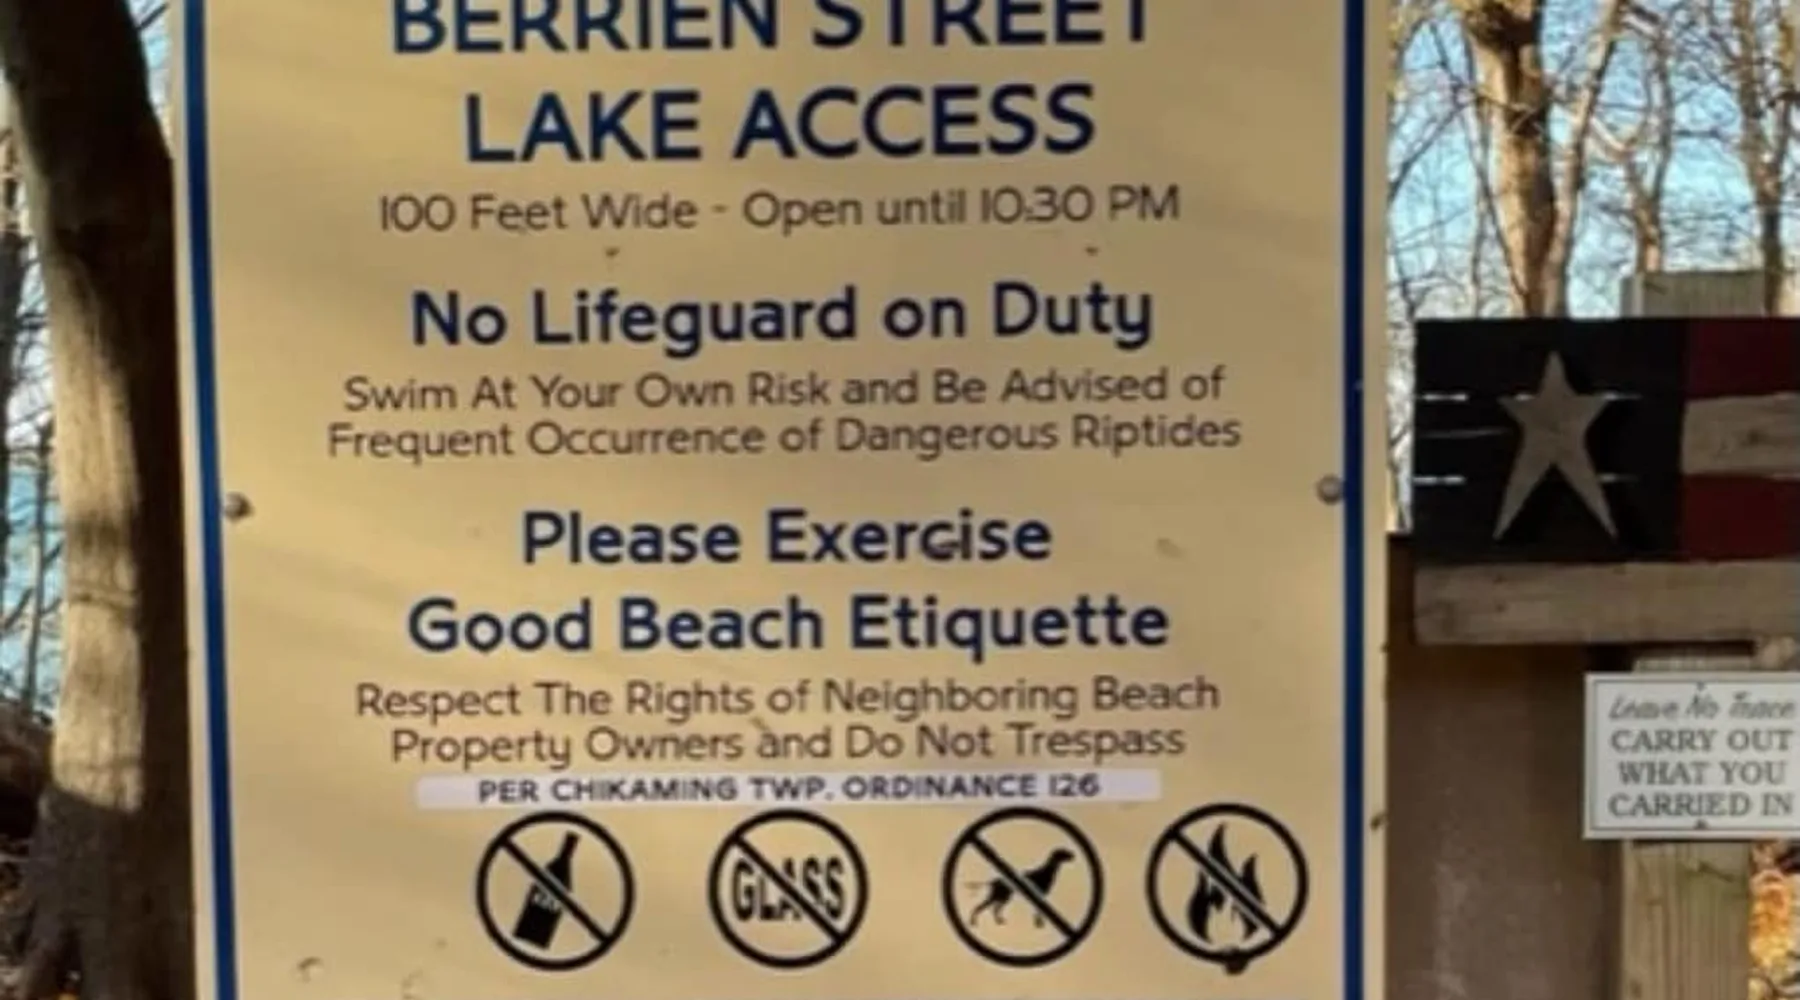 BERRIEN STREET
LAKE ACCESS
100 Feet Wide - Open until 10:30 PM
No Lifeguard on Duty
Swim At Your Own Risk and Be Advised of
Frequent Occurrence of Dangerous Riptides
Please Exercise
Good Beach Etiquette
Respect The Rights of Neighboring Beach
Property Owners and Do Not Trespass
PER CHIKAMING TWP. ORDINANCE 126
GLASS
Leave No Trace
CARRY OUT
WHAT YOU
CARRIED IN